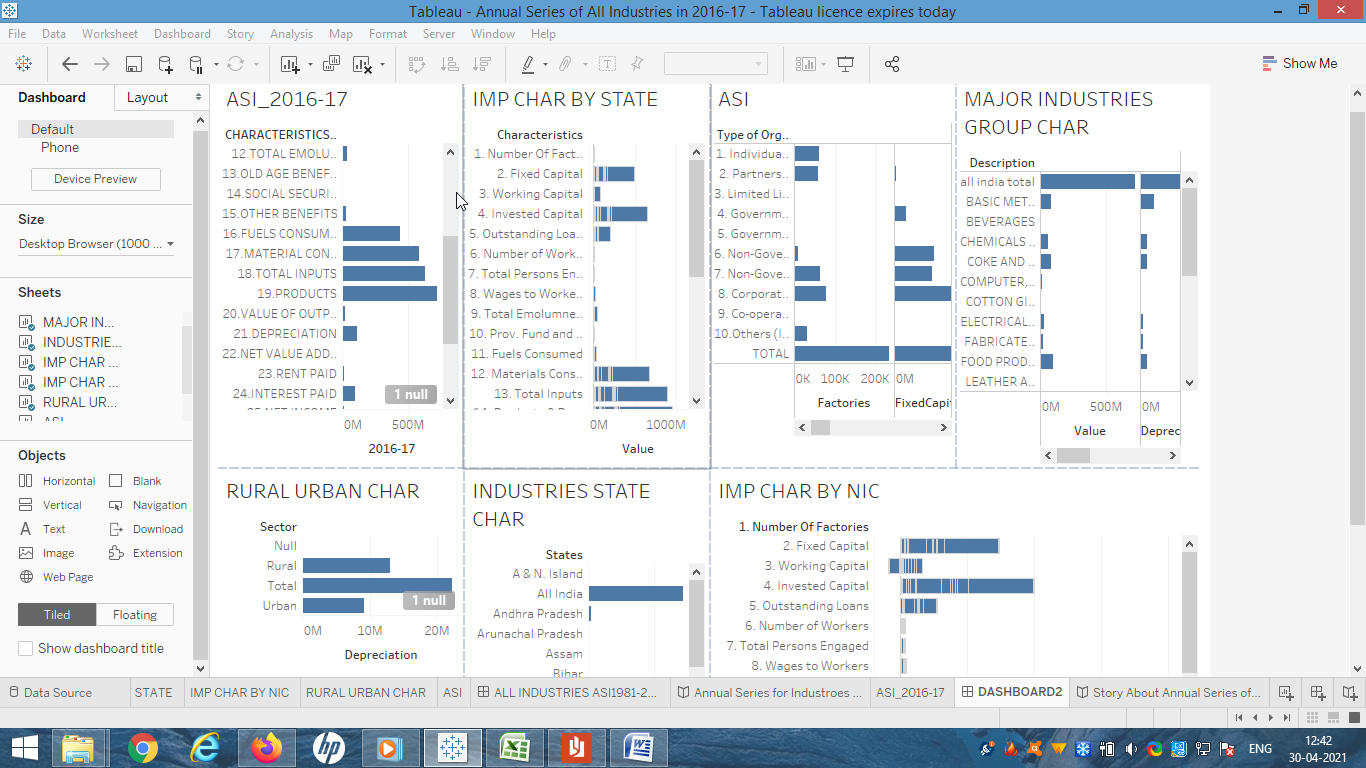 Tableau - Annual Series of All Industries in 2016-17 - Tableau licence expires today
File Data Worksheet Dashboard Story Analysis Map Format Server Window Help
Show Me
Dashboard Layout
Default
Phone
Device Preview
Size
Desktop Browser (1000 ...
Sheets
MAJOR IN...
INDUSTRIE...
IMP CHAR ...
IMP CHAR ...
RURAL UR...
ASI
Objects
Horizontal Blank
Vertical Navigation
Text Download
Image Extension
Web Page
Tiled Floating
Show dashboard title
ASI_2016-17
CHARACTERISTICS..
12.TOTAL EMOLU..
13.OLD AGE BENEF..
14.SOCIAL SECURI..
15.OTHER BENEFITS
16.FUELS CONSUM..
17.MATERIAL CON..
18.TOTAL INPUTS
19.PRODUCTS
20.VALUE OF OUTP..
21.DEPRECIATION
22.NET VALUE ADD..
23.RENT PAID
24.INTEREST PAID
25.NET INCOME
1 null
0M 500M
2016-17
IMP CHAR BY STATE
Characteristics
1. Number Of Fact..
2. Fixed Capital
3. Working Capital
4. Invested Capital
5. Outstanding Loa..
6. Number of Work..
7. Total Persons En..
8. Wages to Worke..
9. Total Emolumne..
10. Prov. Fund and ..
11. Fuels Consumed
12. Materials Cons..
13. Total Inputs
0M 1000M
Value
ASI
Type of Org..
1. Individua..
2. Partners..
3. Limited Li..
4. Governm..
5. Governm..
6. Non-Gove..
7. Non-Gove..
8. Corporat..
9. Co-opera..
10.Others (I..
TOTAL
0K 100K 200K 0M
Factories FixedCapi
MAJOR INDUSTRIES
GROUP CHAR
Description
all india total
BASIC MET..
BEVERAGES
CHEMICALS ..
COKE AND ..
COMPUTER,..
COTTON GI..
ELECTRICAL..
FABRICATE..
FOOD PROD..
LEATHER A..
0M 500M 0M
Value Deprec
RURAL URBAN CHAR
Sector
Null
Rural
Total
Urban
1 null
0M 10M 20M
Depreciation
INDUSTRIES STATE
CHAR
States
A & N. Island
All India
Andhra Pradesh
Arunachal Pradesh
Assam
Bihar
IMP CHAR BY NIC
1. Number Of Factories
2. Fixed Capital
3. Working Capital
4. Invested Capital
5. Outstanding Loans
6. Number of Workers
7. Total Persons Engaged
8. Wages to Workers
Data Source STATE IMP CHAR BY NIC RURAL URBAN CHAR ASI ALL INDUSTRIES ASI1981-2... Annual Series for Industroes ... ASI_2016-17 DASHBOARD2 Story About Annual Series of...
ENG
12:42
30-04-2021